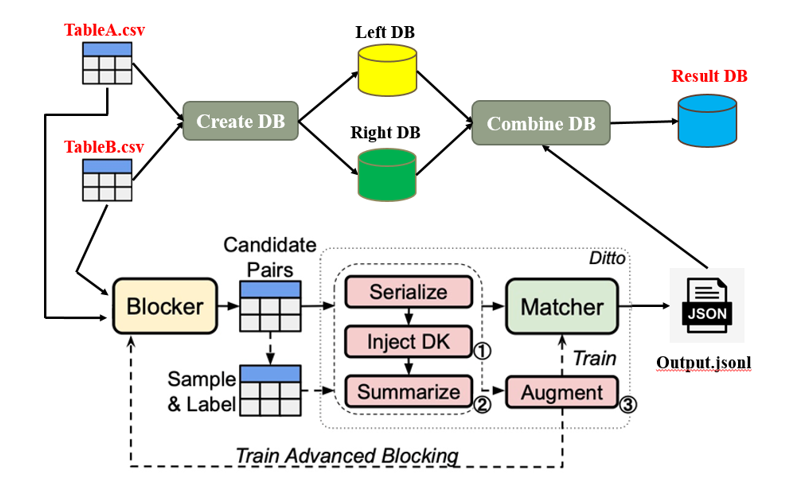 TableA.csv
Left DB
Result DB
Create DB
Combine DB
Right DB
TableB.csv
Candidate
Pairs
Ditto
Serialize
Blocker
Matcher
JSON
Inject DK
①
Train
Output.jsonl
Sample
& Label
Summarize
②
Augment
③
Train Advanced Blocking